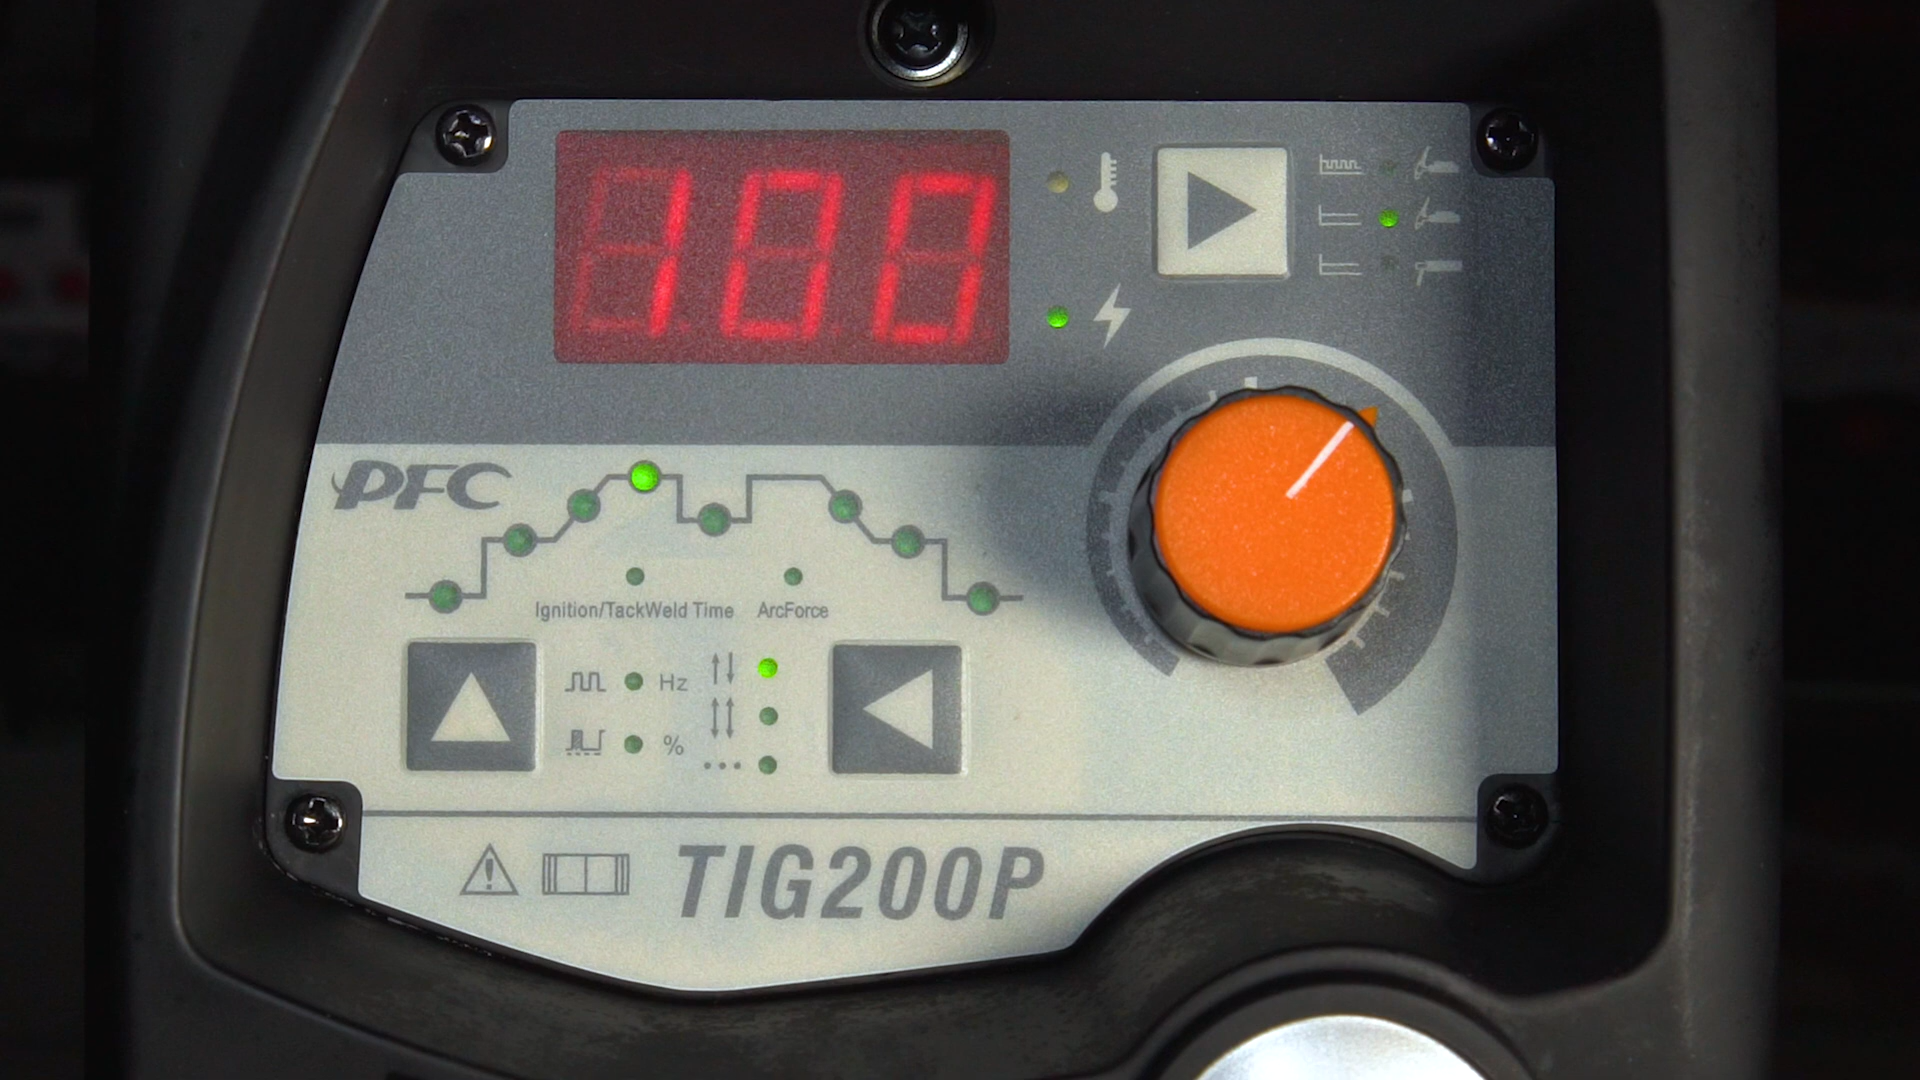 100
PFC
Ignition/TackWeld Time ArcForce
Hz
%
TIG200P